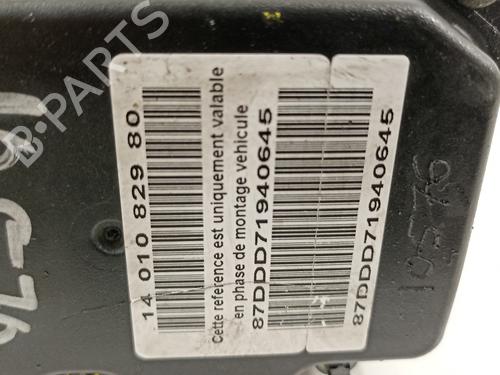 B-PARTS
14 010 829 80
Cette reference est uniquement valable
en phase de montage vehicule
87DDD71940645
87DDD71940645